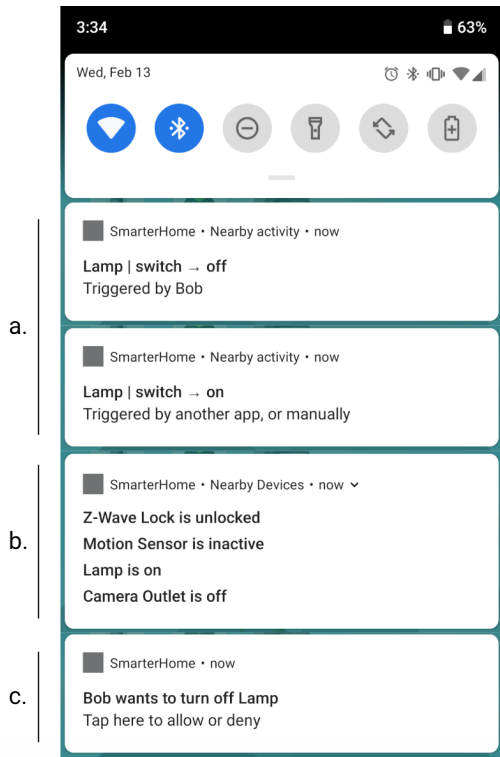 3:34 63%
Wed, Feb 13
a.
SmarterHome • Nearby activity • now
Lamp | switch → off
Triggered by Bob
SmarterHome • Nearby activity • now
Lamp | switch → on
Triggered by another app, or manually
b.
SmarterHome • Nearby Devices • now
Z-Wave Lock is unlocked
Motion Sensor is inactive
Lamp is on
Camera Outlet is off
c.
SmarterHome • now
Bob wants to turn off Lamp
Tap here to allow or deny